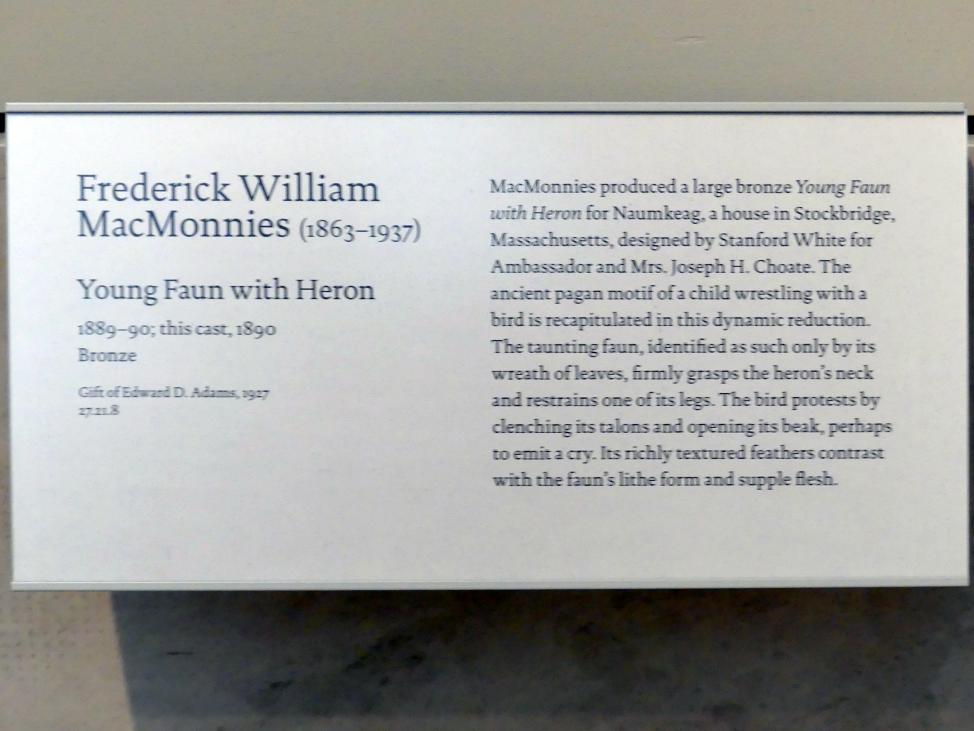 Frederick William
MacMonnies (1863–1937)
Young Faun with Heron
1889–90; this cast, 1890
Bronze
Gift of Edward D. Adams, 1927
27.21.8
MacMonnies produced a large bronze Young Faun
with Heron for Naumkeag, a house in Stockbridge,
Massachusetts, designed by Stanford White for
Ambassador and Mrs. Joseph H. Choate. The
ancient pagan motif of a child wrestling with a
bird is recapitulated in this dynamic reduction.
The taunting faun, identified as such only by its
wreath of leaves, firmly grasps the heron's neck
and restrains one of its legs. The bird protests by
clenching its talons and opening its beak, perhaps
to emit a cry. Its richly textured feathers contrast
with the faun's lithe form and supple flesh.